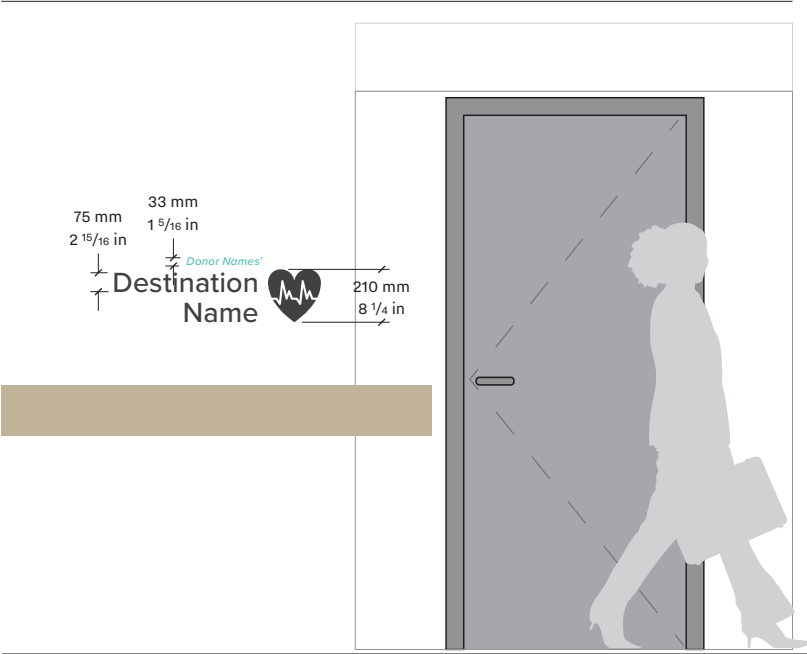 33 mm
1 5/16 in
75 mm
2 15/16 in
Donor Names'
Destination
Name
210 mm
8 1/4 in